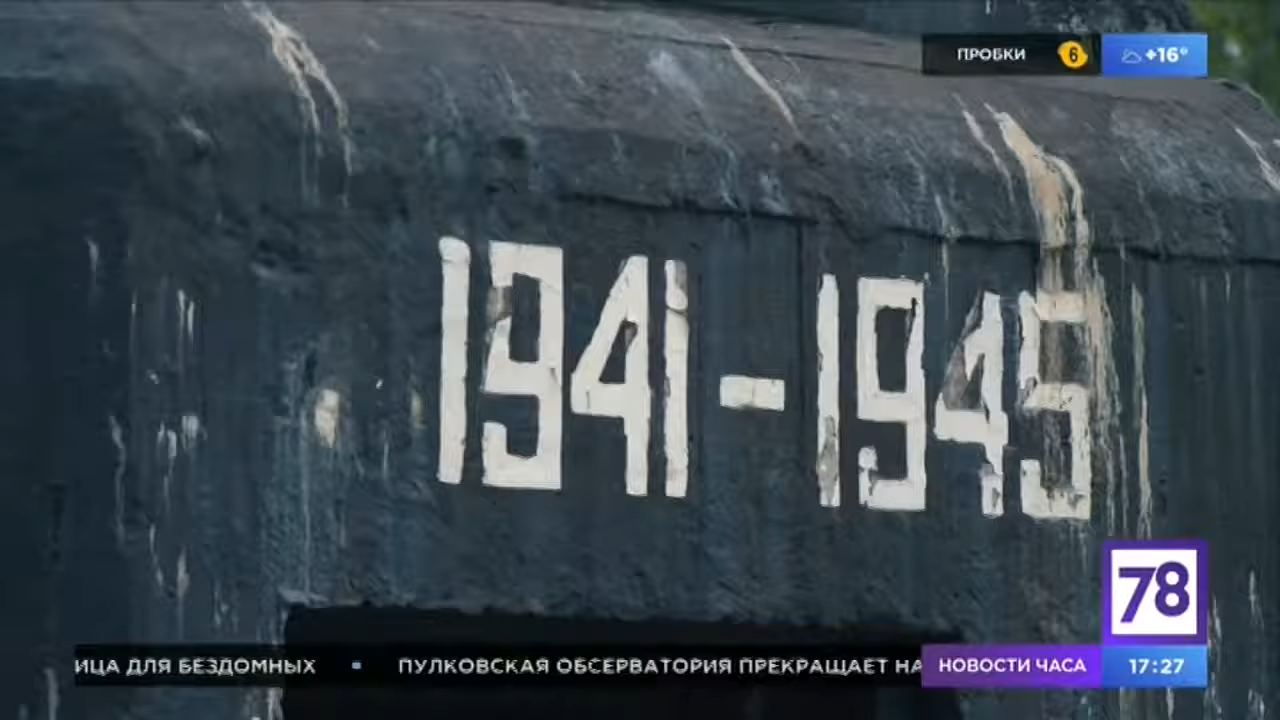 ПРОБКИ 6 +16°
1941-1945
78
ИЦА ДЛЯ БЕЗДОМНЫХ ▪ ПУЛКОВСКАЯ ОБСЕРВАТОРИЯ ПРЕКРАЩАЕТ НА
НОВОСТИ ЧАСА 17:27